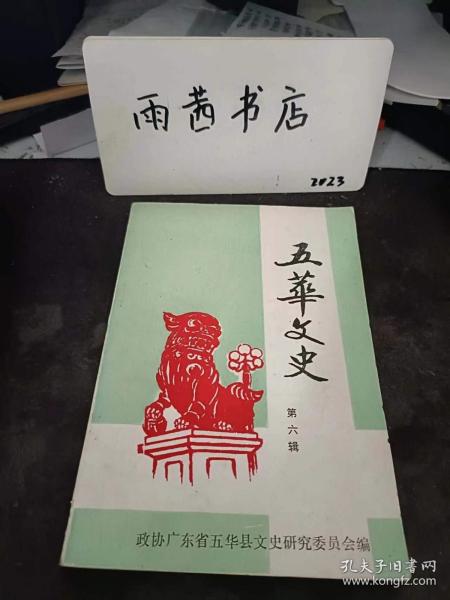 雨茜书店
2023
五華文史
第六辑
政协广东省五华县文史研究委员会编
孔夫子旧书网
www.kongfz.com